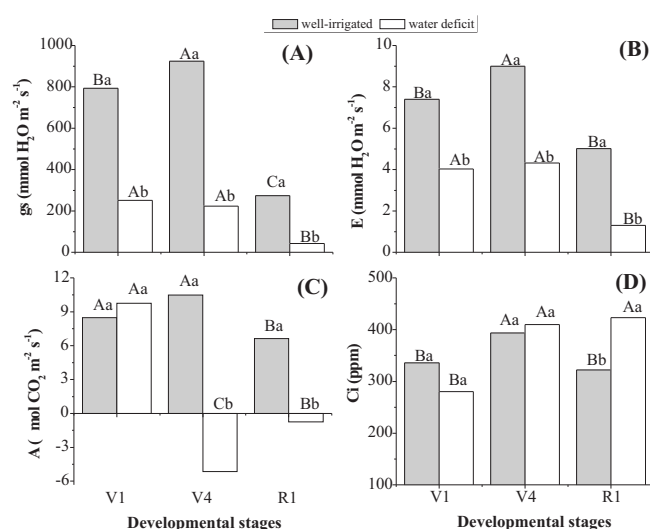 well-irrigated water deficit
(A)
gs (mmol H2O m-2 s-1)
1000
800
600
400
200
0
Ba
Ab
Aa
Ab
Ca
Bb
(B)
E (mmol H2O m-2 s-1)
10
8
6
4
2
0
Ba
Ab
Aa
Ab
Ba
Bb
(C)
A ( mol CO2 m-2 s-1)
12
9
6
3
0
-3
-6
Aa
Aa
Aa
Cb
Ba
Bb
V1 V4 R1
Developmental stages
(D)
Ci (ppm)
500
400
300
200
100
Ba
Ba
Aa
Aa
Bb
Aa
V1 V4 R1
Developmental stages